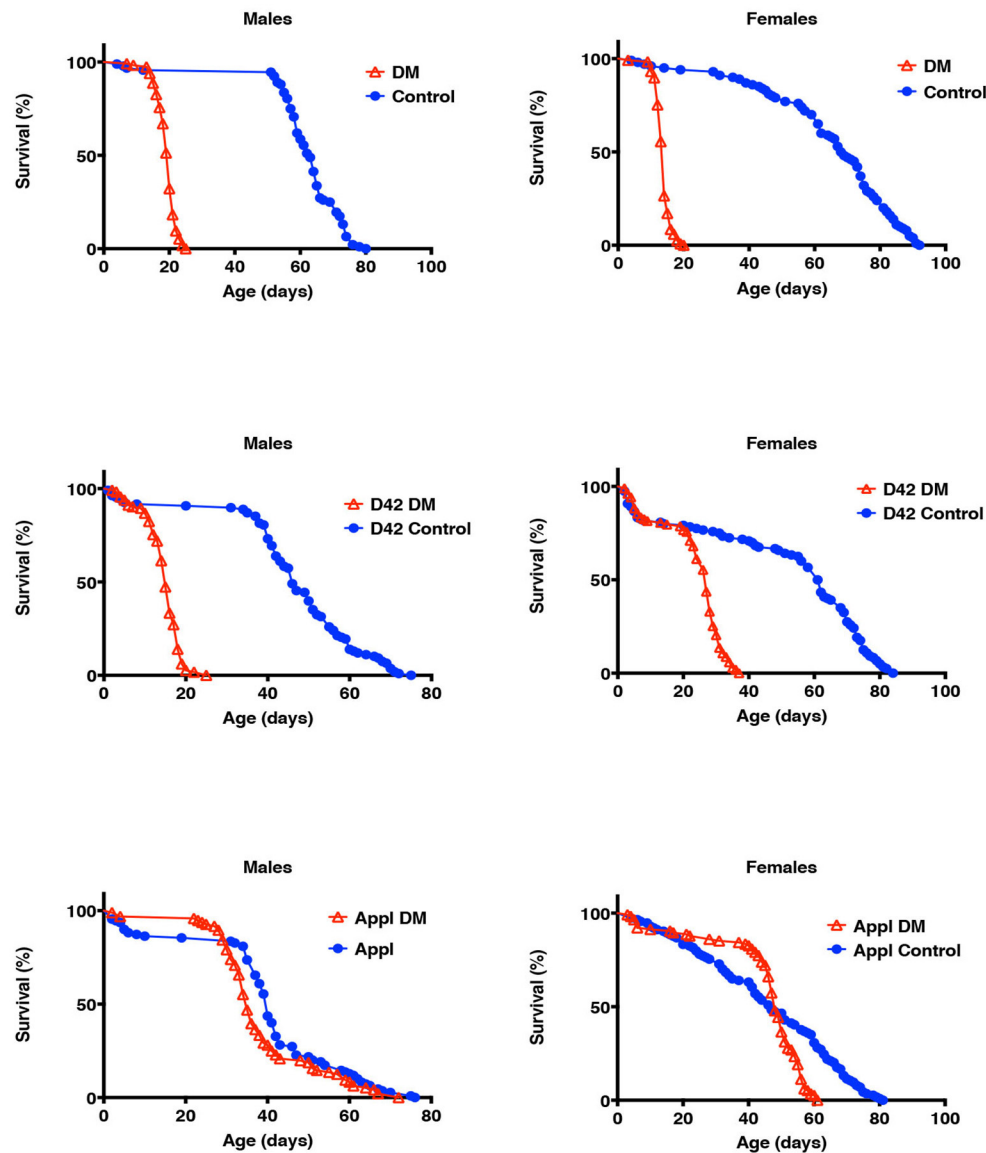 Males
Survival (%)
100
50
0
0 20 40 60 80 100
Age (days)
DM
Control
Females
Survival (%)
100
50
0
0 20 40 60 80 100
Age (days)
DM
Control
Males
Survival (%)
100
50
0
0 20 40 60 80
Age (days)
D42 DM
D42 Control
Females
Survival (%)
100
50
0
0 20 40 60 80 100
Age (days)
D42 DM
D42 Control
Males
Survival (%)
100
50
0
0 20 40 60 80
Age (days)
Appl DM
Appl
Females
Survival (%)
100
50
0
0 20 40 60 80 100
Age (days)
Appl DM
Appl Control